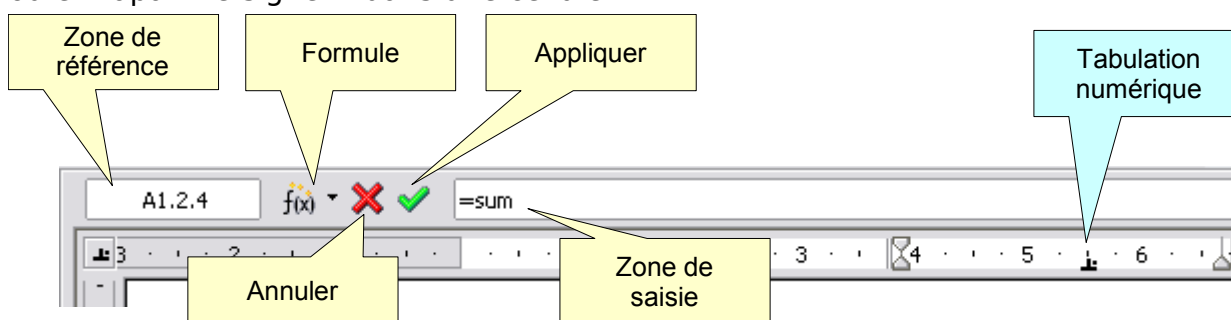 Zone de
référence
Formule
Appliquer
Tabulation
numérique
A1.2.4
f(x)
=sum
3 2 3 4 5 6
Annuler
Zone de
saisie